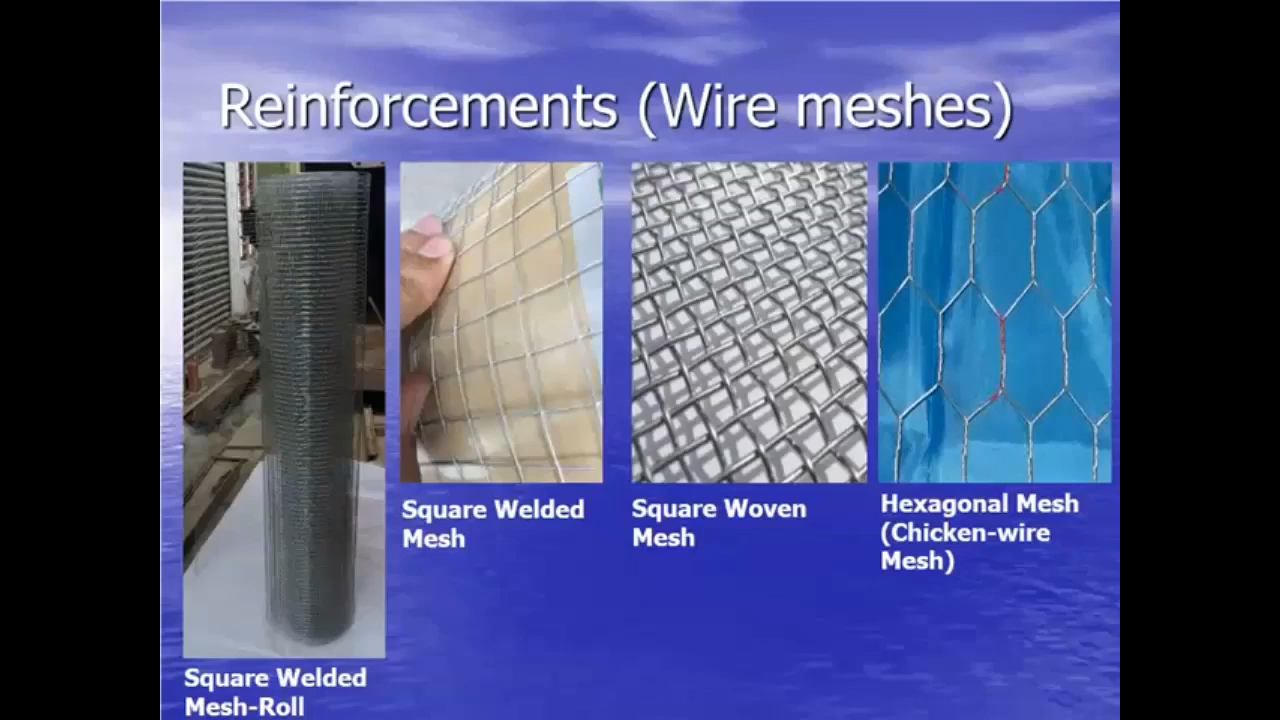 Reinforcements (Wire meshes)
Square Welded
Mesh
Square Woven
Mesh
Hexagonal Mesh
(Chicken-wire
Mesh)
Square Welded
Mesh-Roll